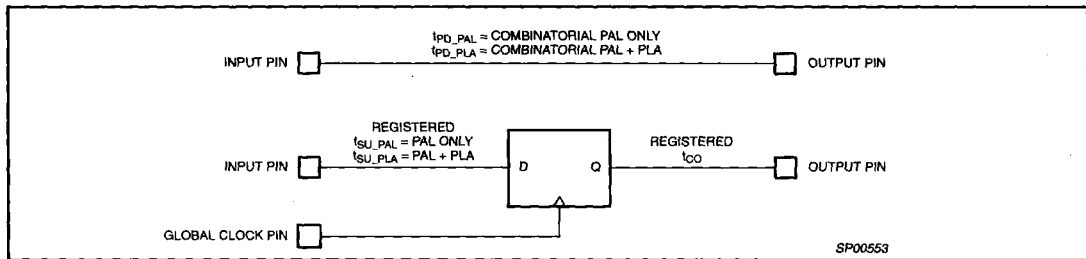 tPD_PAL = COMBINATORIAL PAL ONLY
tPD_PLA = COMBINATORIAL PAL + PLA
INPUT PIN
OUTPUT PIN
REGISTERED
tSU_PAL = PAL ONLY
tSU_PLA = PAL + PLA
REGISTERED
tCO
INPUT PIN
D
Q
OUTPUT PIN
GLOBAL CLOCK PIN
SP00553